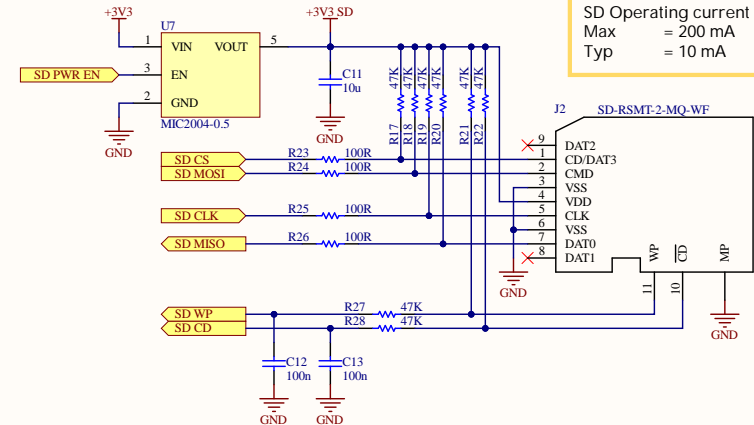 +3V3
+3V3 SD
SD Operating current
Max = 200 mA
Typ = 10 mA
U7
1 VIN VOUT 5
3 EN
2 GND
MIC2004-0.5
SD PWR EN
GND
C11
10u
GND
47K 47K 47K 47K 47K 47K
R17 R18 R19 R20 R21 R22
J2 SD-RSMT-2-MQ-WF
9 DAT2
1 CD/DAT3
2 CMD
3 VSS
4 VDD
5 CLK
6 VSS
7 DAT0
8 DAT1
WP CD MP
11 10
GND
GND
SD CS R23 100R
SD MOSI R24 100R
SD CLK R25 100R
SD MISO R26 100R
SD WP R27 47K
SD CD R28 47K
C12
100n
C13
100n
GND GND